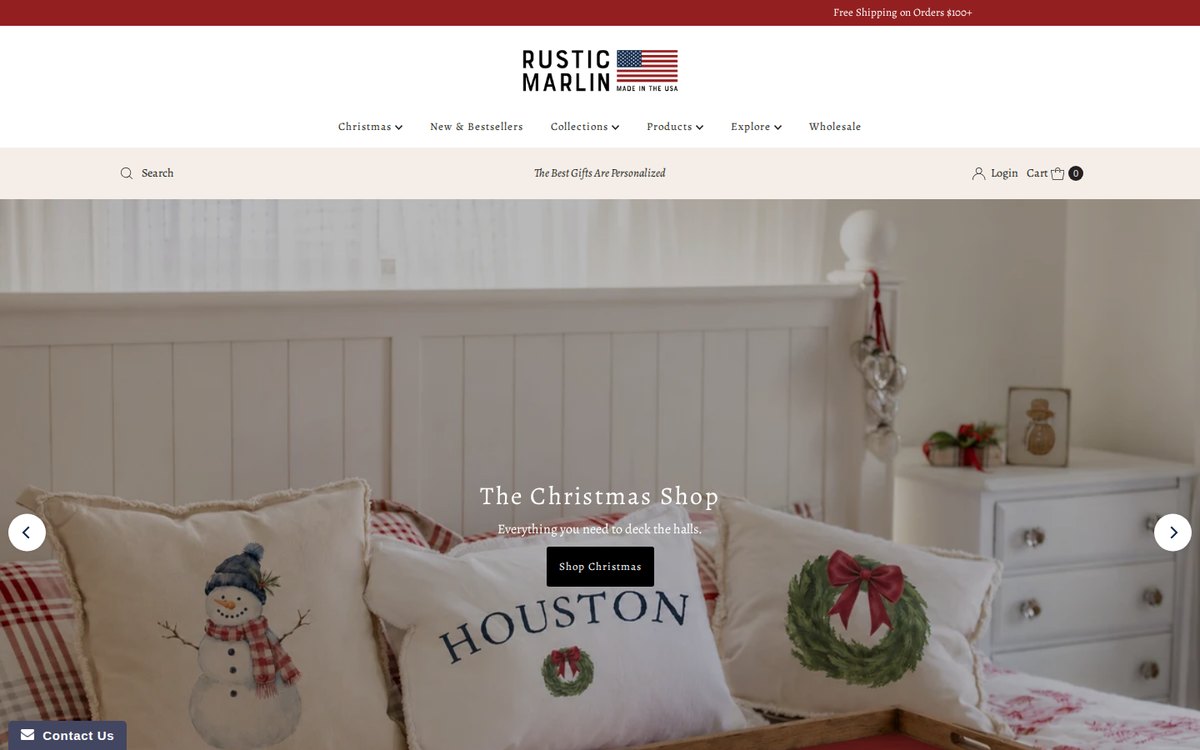 Free Shipping on Orders $100+
RUSTIC
MARLIN
MADE IN THE USA
Christmas
New & Bestsellers
Collections
Products
Explore
Wholesale
Search
The Best Gifts Are Personalized
Login
Cart
0
The Christmas Shop
Everything you need to deck the halls.
Shop Christmas
HOUSTON
Contact Us